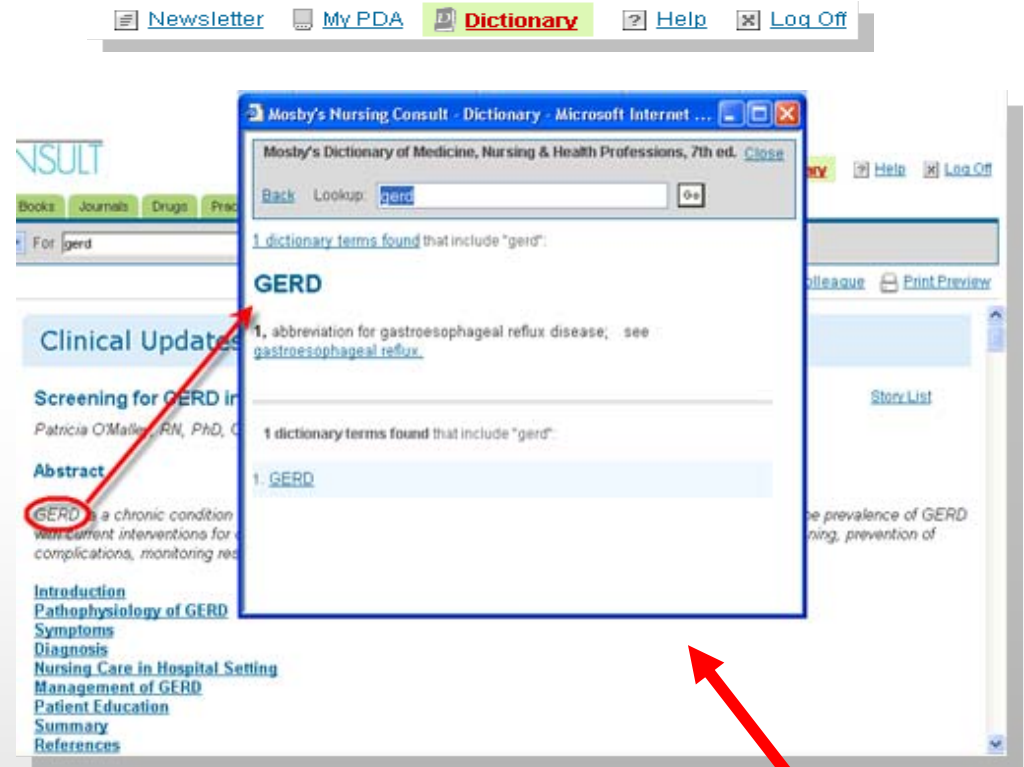 Newsletter My PDA Dictionary Help Log Off
Mosby's Nursing Consult - Dictionary - Microsoft Internet ...
Mosby's Dictionary of Medicine, Nursing & Health Professions, 7th ed. Close
NSULT
Help Log Off
Back Lookup: gerd Go
Books Journals Drugs
For gerd
1 dictionary terms found that include "gerd":
GERD
Print Preview
1, abbreviation for gastroesophageal reflux disease; see
gastroesophageal reflux.
Clinical Updates
Screening for GERD in
Story List
Patricia O'Malley, RN, PhD,
1 dictionary terms found that include "gerd":
Abstract
1. GERD
GERD is a chronic condition
prevalence of GERD
with current interventions for
prevention of
complications, monitoring
Introduction
Pathophysiology of GERD
Symptoms
Diagnosis
Nursing Care in Hospital Setting
Management of GERD
Patient Education
Summary
References